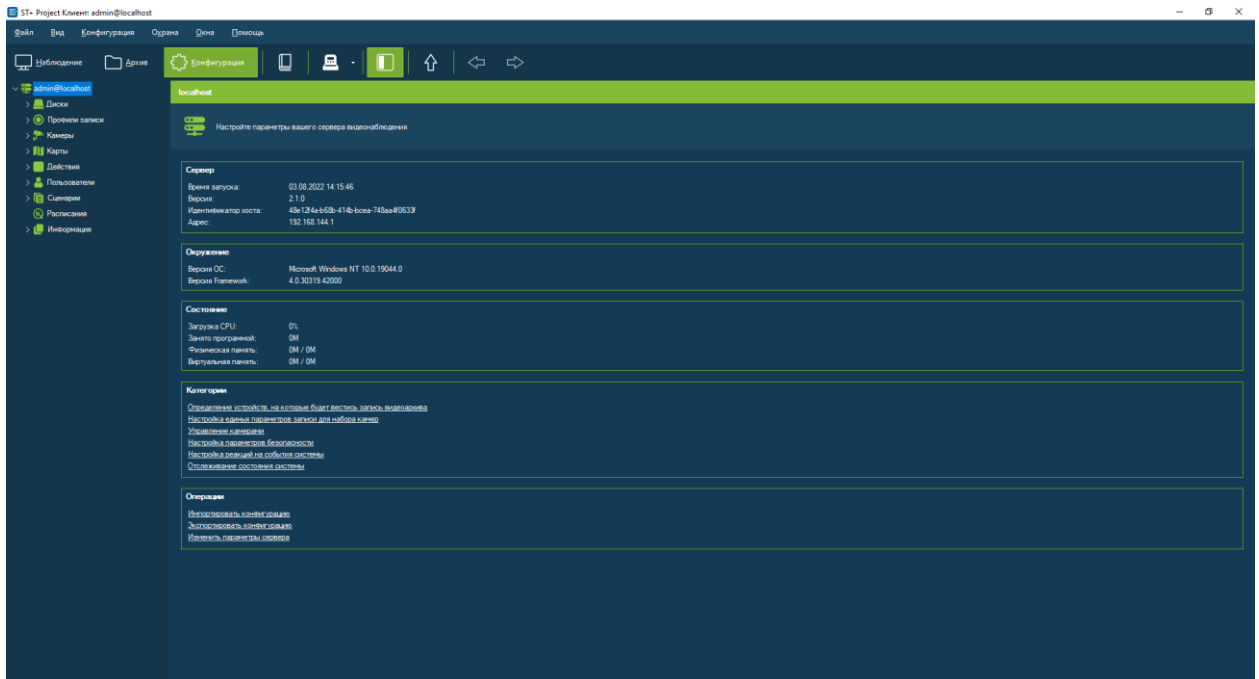 ST+ Project Клиент: admin@localhost
Файл Вид Конфигурация Охрана Окна Помощь
Наблюдение Архив Конфигурация
admin@localhost
Диски
Профили записи
Камеры
Карты
Действия
Пользователи
Сценарии
Расписания
Информация
localhost
Настройте параметры вашего сервера видеонаблюдения
Сервер
Время запуска: 03.08.2022 14:15:46
Версия: 2.1.0
Идентификатор хоста: 48e12f4a-b68b-414b-bcea-748aa4f0633f
Адрес: 192.168.144.1
Окружение
Версия ОС: Microsoft Windows NT 10.0.19044.0
Версия Framework: 4.0.30319.42000
Состояние
Загрузка CPU: 0%
Занято программой: 0M
Физическая память: 0M / 0M
Виртуальная память: 0M / 0M
Категории
Определение устройств, на которые будет вестись запись видеоархива
Настройка единых параметров записи для набора камер
Управление камерами
Настройка параметров безопасности
Настройка реакций на события системы
Отслеживание состояния системы
Операции
Импортировать конфигурацию
Экспортировать конфигурацию
Изменить параметры сервера